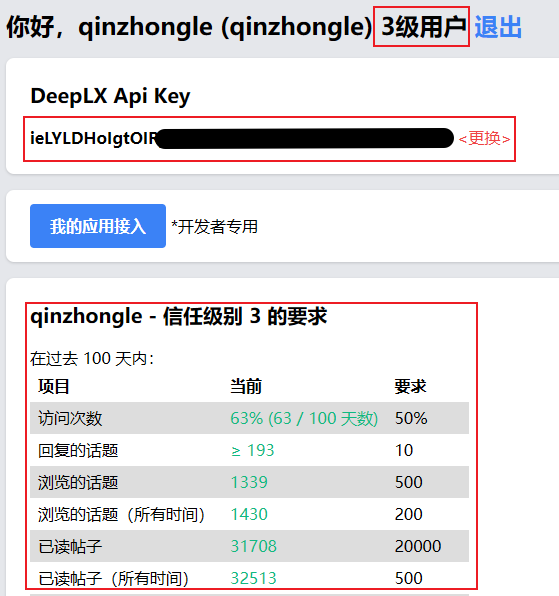 你好，qinzhongle (qinzhongle) 3级用户 退出
DeepLX Api Key
ieLYLDHoIgtOIR <更换>
我的应用接入 *开发者专用
qinzhongle - 信任级别 3 的要求
在过去 100 天内：
项目 当前 要求
访问次数 63% (63 / 100 天数) 50%
回复的话题 ≥ 193 10
浏览的话题 1339 500
浏览的话题（所有时间） 1430 200
已读帖子 31708 20000
已读帖子（所有时间） 32513 500